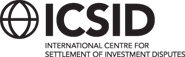 ICSID
INTERNATIONAL CENTRE FOR
SETTLEMENT OF INVESTMENT DISPUTES